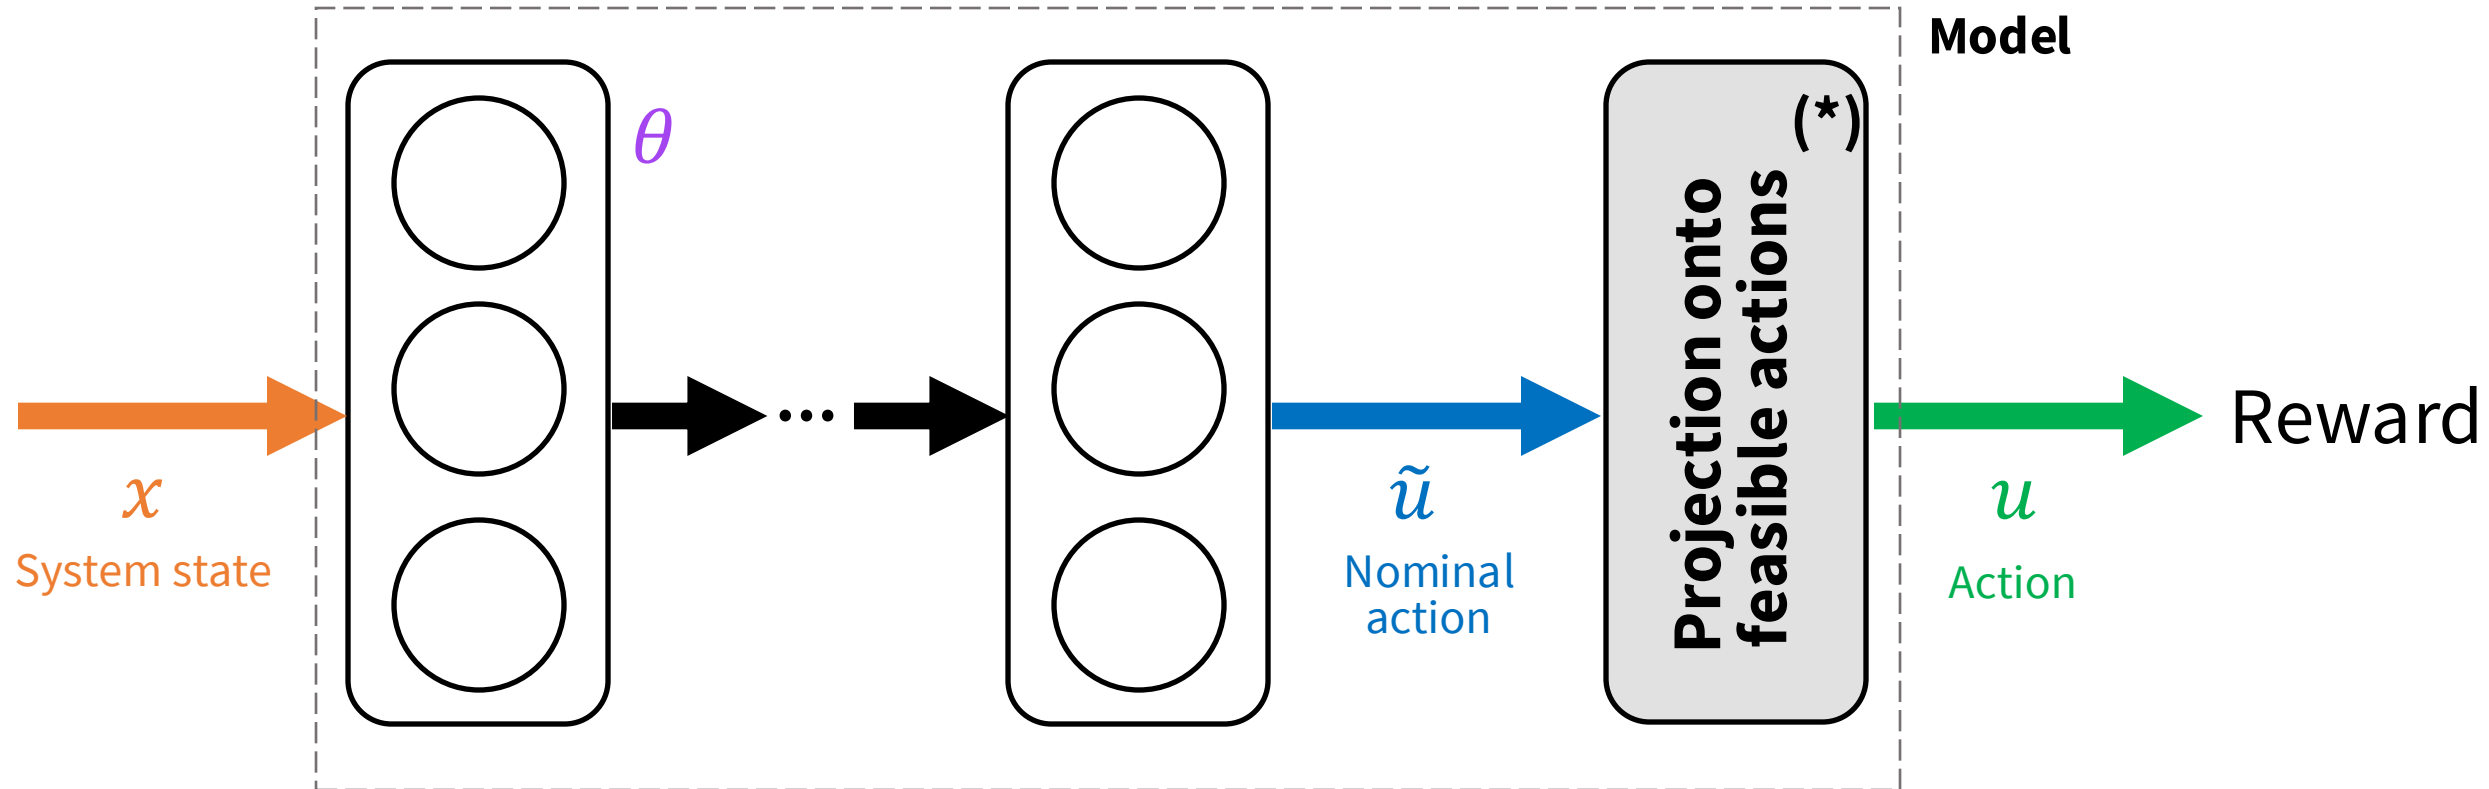 Model
θ
(*)
Projection onto
feasible actions
x
System state
...
ũ
Nominal
action
u
Action
Reward